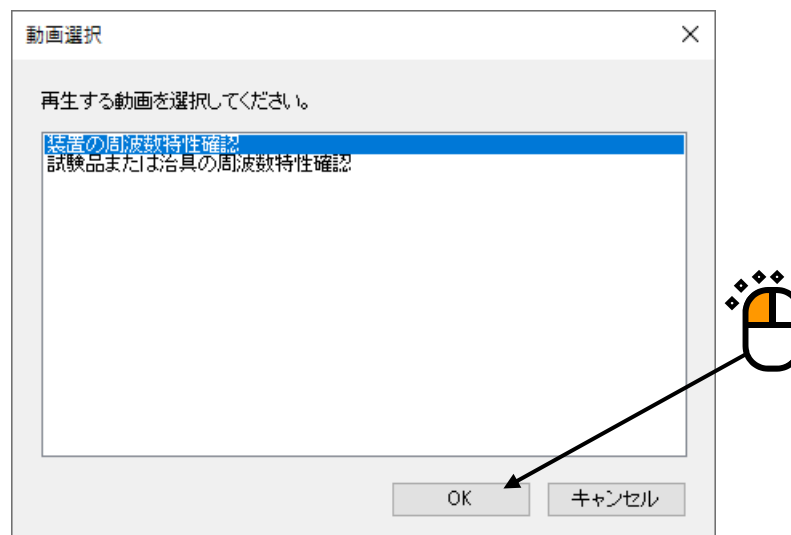 動画選択
再生する動画を選択してください。
装置の周波数特性確認
試験品または治具の周波数特性確認
OK
キャンセル